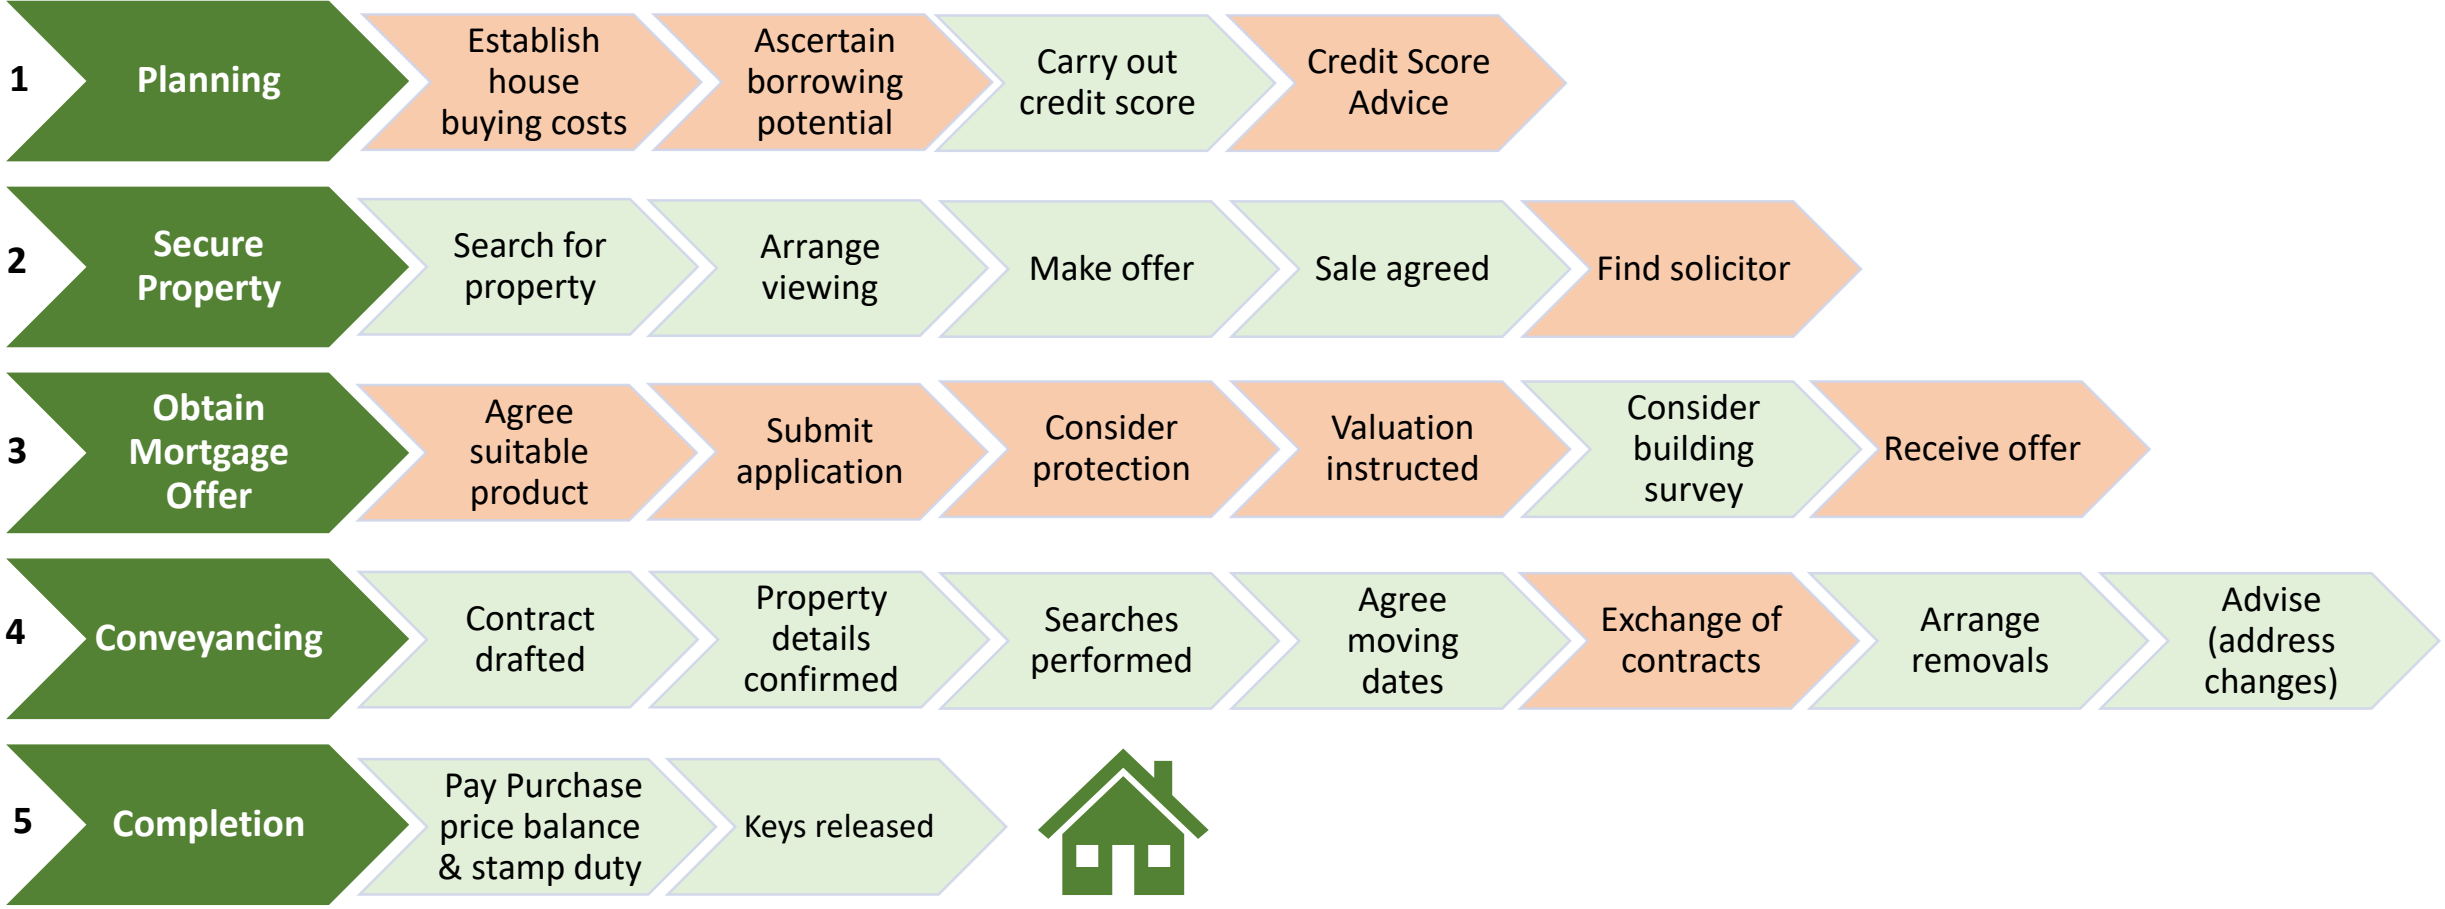 1
Planning
Establish
house
buying costs
Ascertain
borrowing
potential
Carry out
credit score
Credit Score
Advice
2
Secure
Property
Search for
property
Arrange
viewing
Make offer
Sale agreed
Find solicitor
3
Obtain
Mortgage
Offer
Agree
suitable
product
Submit
application
Consider
protection
Valuation
instructed
Consider
building
survey
Receive offer
4
Conveyancing
Contract
drafted
Property
details
confirmed
Searches
performed
Agree
moving
dates
Exchange of
contracts
Arrange
removals
Advise
(address
changes)
5
Completion
Pay Purchase
price balance
& stamp duty
Keys released